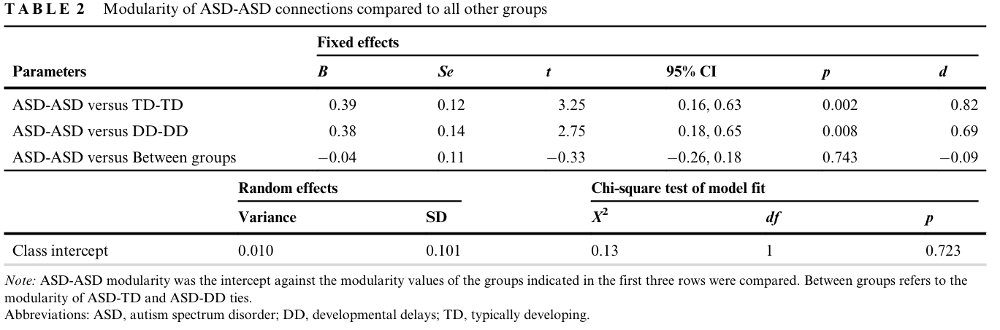 TABLE 2 Modularity of ASD-ASD connections compared to all other groups
Fixed effects
Parameters B Se t 95% CI p d
ASD-ASD versus TD-TD 0.39 0.12 3.25 0.16, 0.63 0.002 0.82
ASD-ASD versus DD-DD 0.38 0.14 2.75 0.18, 0.65 0.008 0.69
ASD-ASD versus Between groups −0.04 0.11 −0.33 −0.26, 0.18 0.743 −0.09
Random effects Chi-square test of model fit
Variance SD X² df p
Class intercept 0.010 0.101 0.13 1 0.723
Note: ASD-ASD modularity was the intercept against the modularity values of the groups indicated in the first three rows were compared. Between groups refers to the
modularity of ASD-TD and ASD-DD ties.
Abbreviations: ASD, autism spectrum disorder; DD, developmental delays; TD, typically developing.